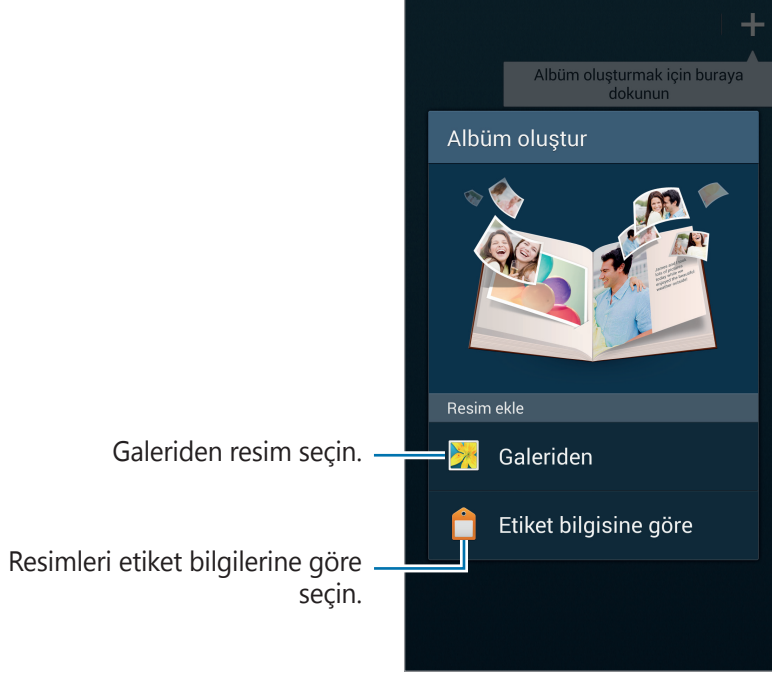 Albüm oluşturmak için buraya
dokunun
Albüm oluştur
Resim ekle
Galeriden resim seçin.
Galeriden
Resimleri etiket bilgilerine göre
seçin.
Etiket bilgisine göre